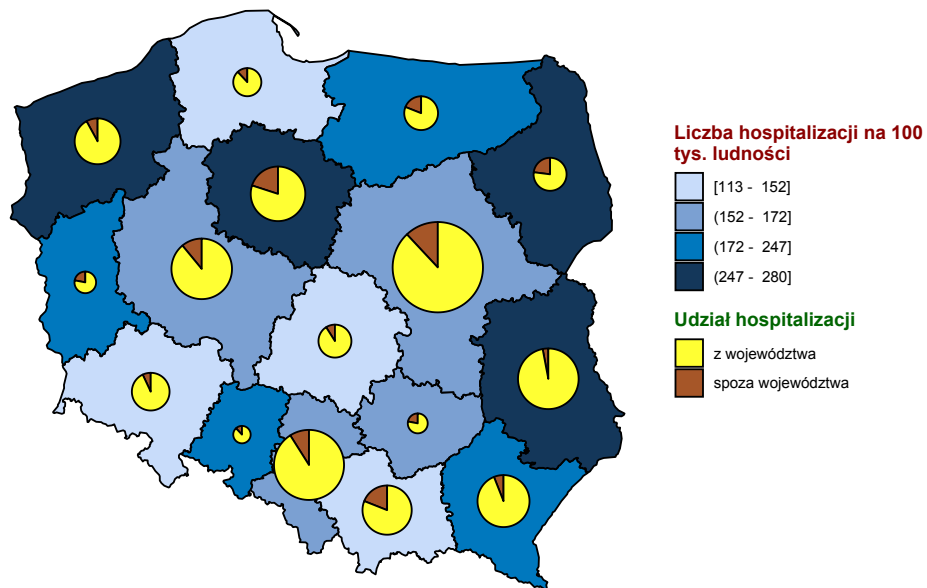 Liczba hospitalizacji na 100
tys. ludności
[113 - 152]
(152 - 172]
(172 - 247]
(247 - 280]
Udział hospitalizacji
z województwa
spoza województwa